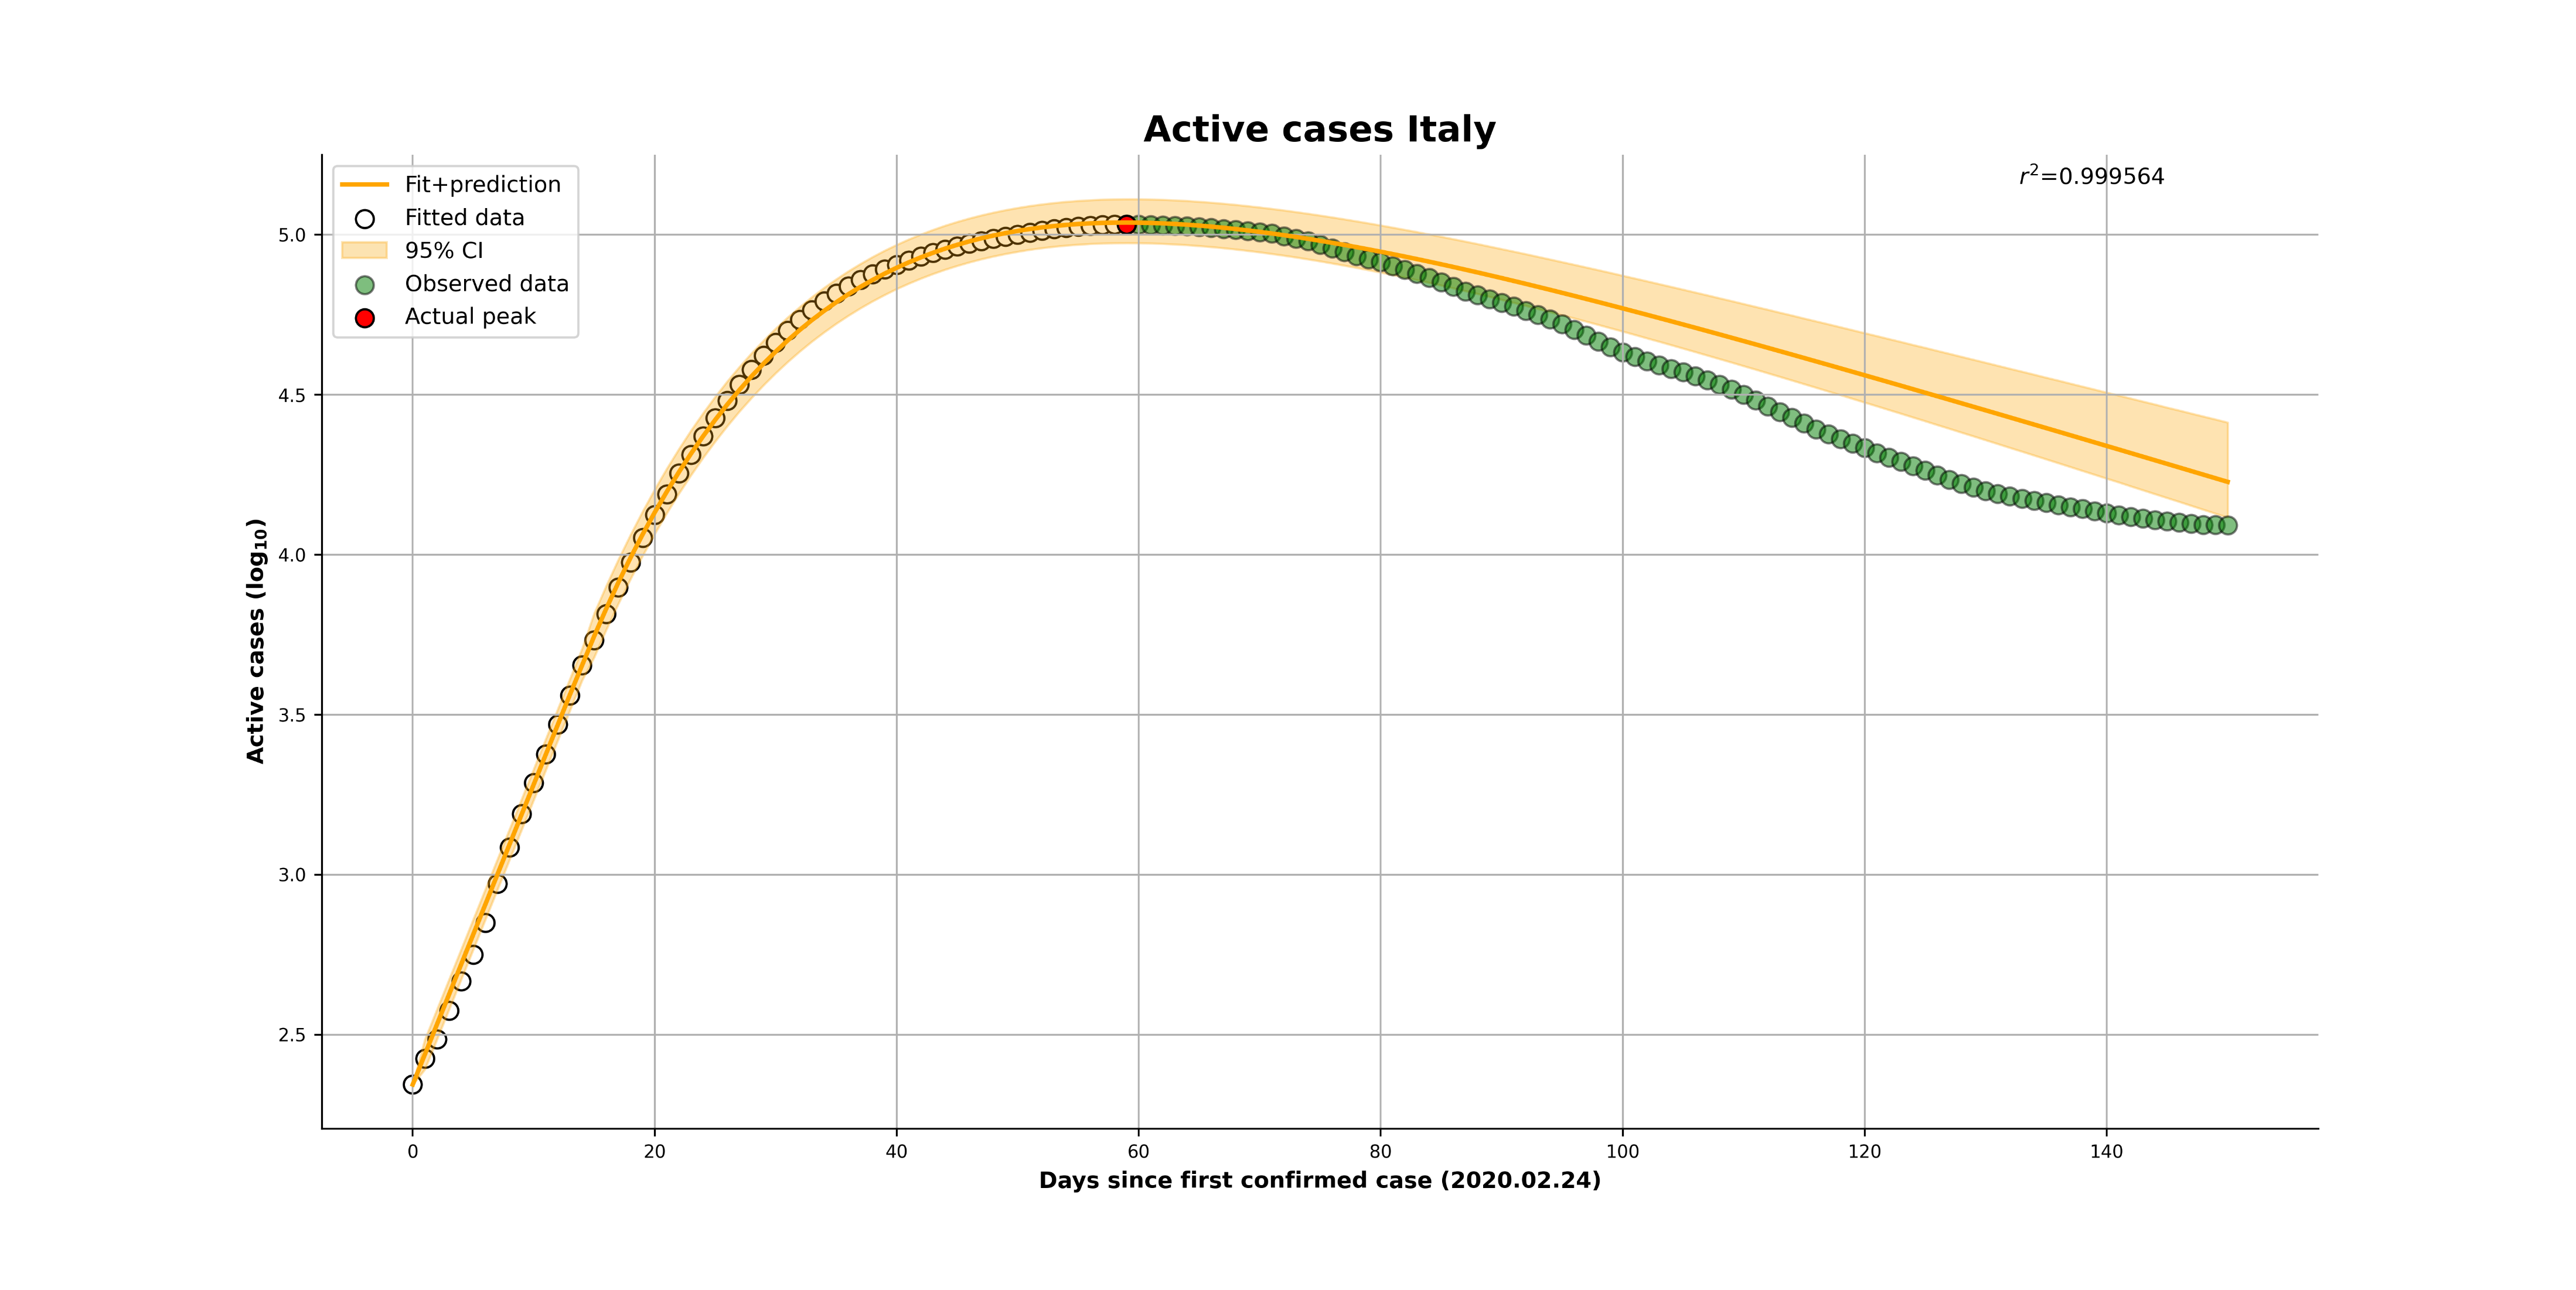 Active cases Italy
r²=0.999564
Fit+prediction
Fitted data
95% CI
Observed data
Actual peak
Active cases (log₁₀)
5.0
4.5
4.0
3.5
3.0
2.5
0 20 40 60 80 100 120 140
Days since first confirmed case (2020.02.24)